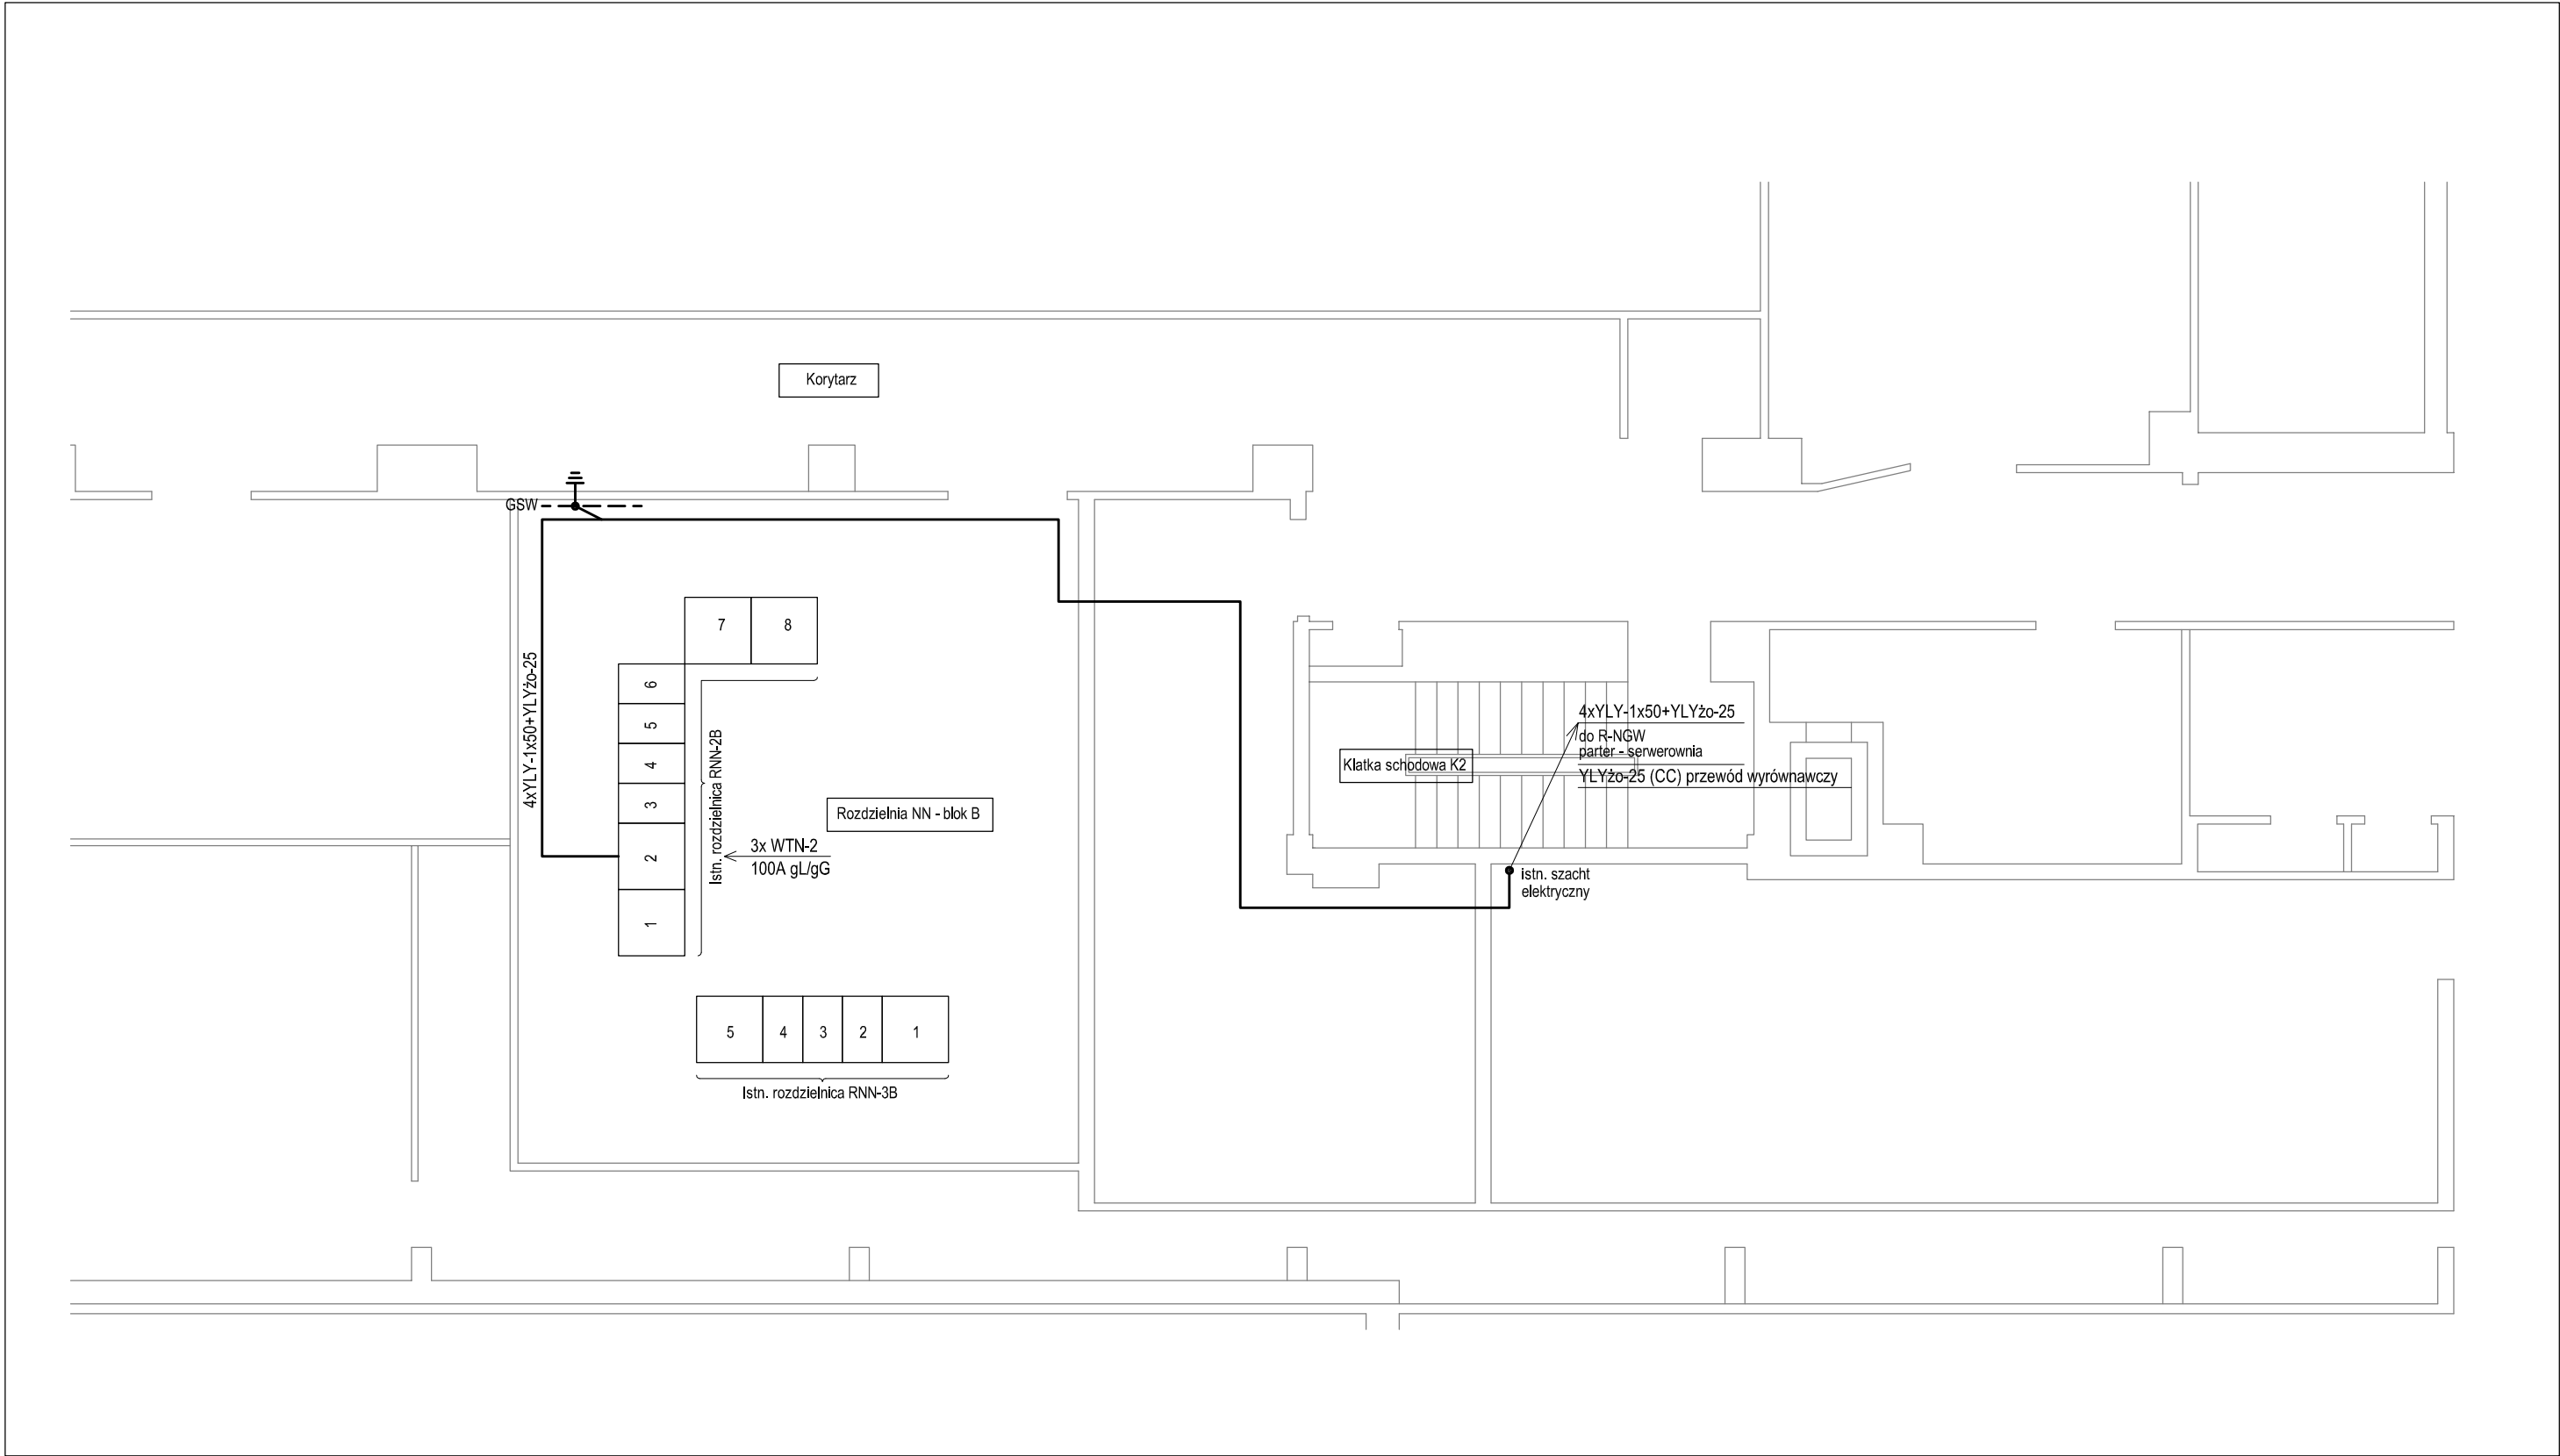 Korytarz
GSW
4xYLY-1x50+YLYżo-25
7
8
6
5
4
3
2
1
Istn. rozdzielnica RNN-2B
Rozdzielnia NN - blok B
3x WTN-2
100A gL/gG
5
4
3
2
1
Istn. rozdzielnica RNN-3B
Klatka schodowa K2
4xYLY-1x50+YLYżo-25
do R-NGW
parter - serwerownia
YLYżo-25 (CC) przewód wyrównawczy
istn. szacht
elektryczny